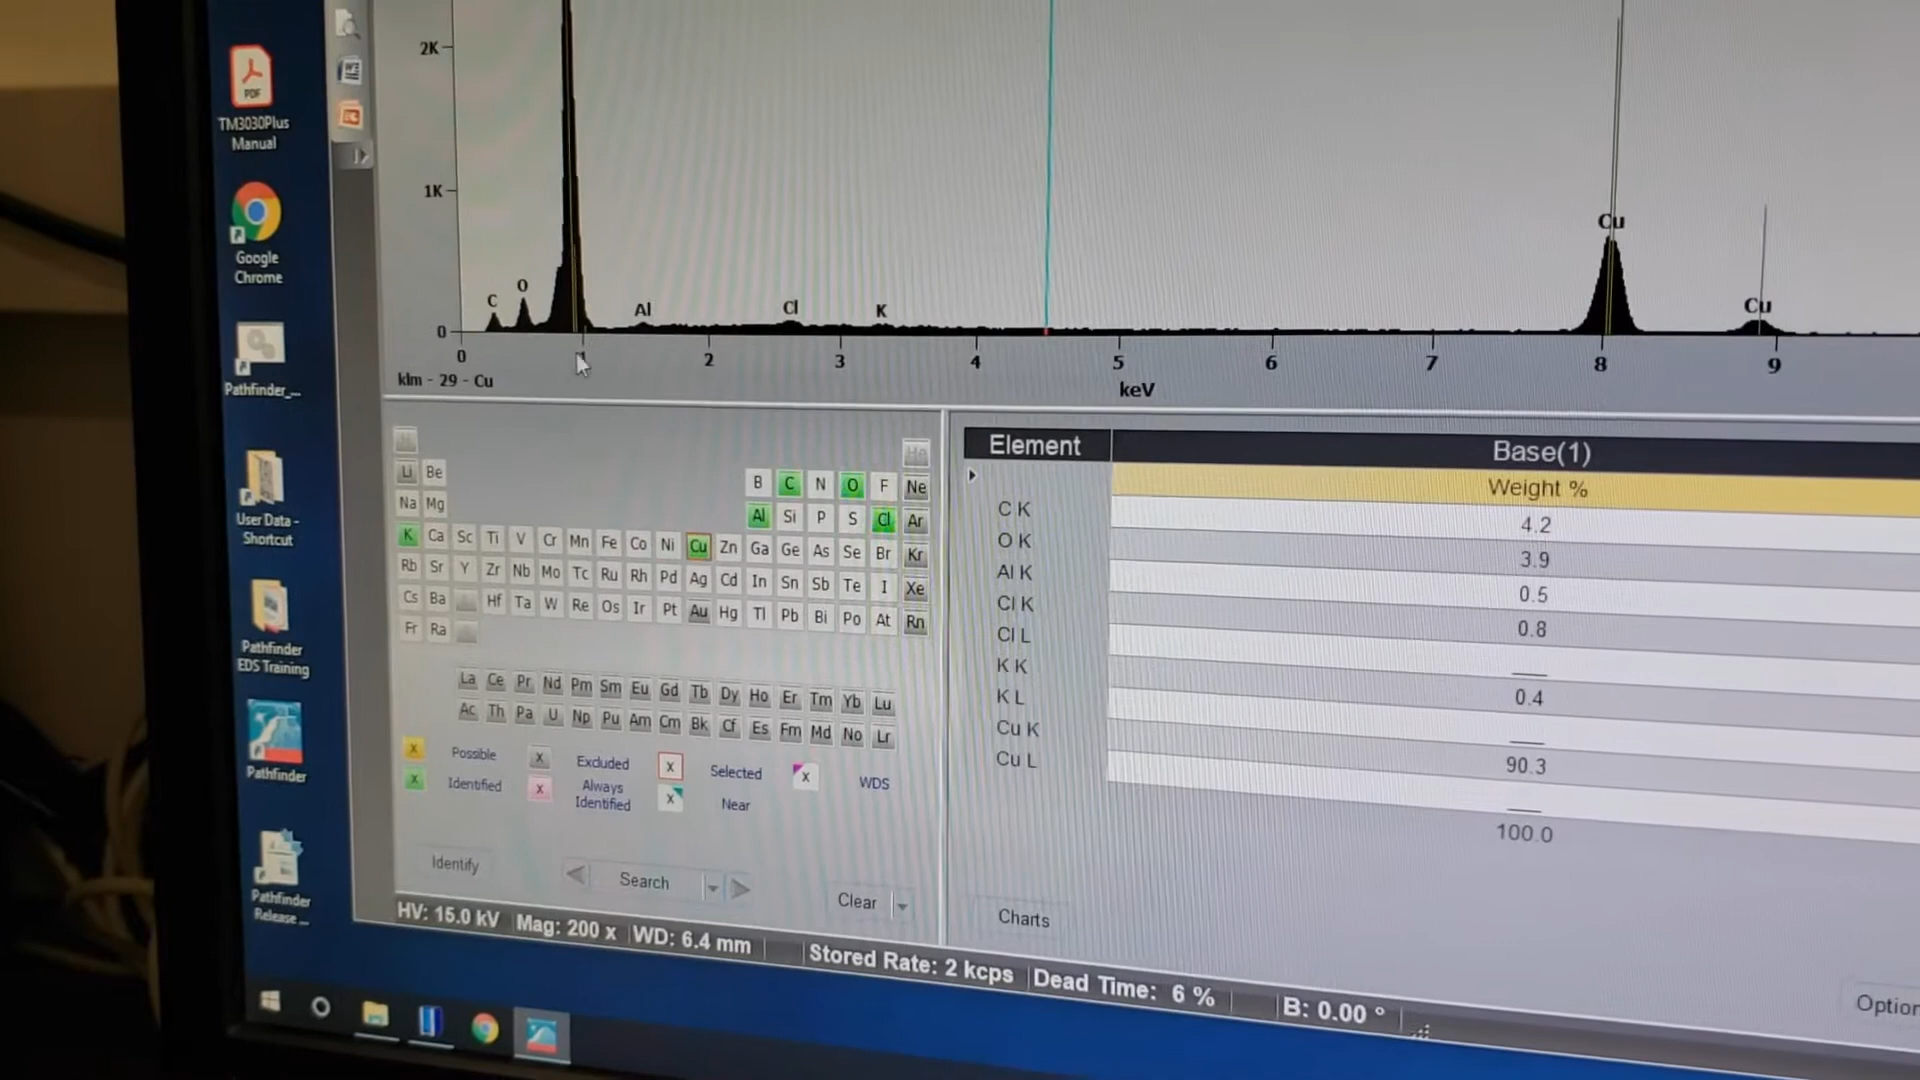 TM3030Plus
Manual
Google
Chrome
Pathfinder_...
User Data -
Shortcut
Pathfinder
EDS Training
Pathfinder
Pathfinder
Release ...
PDF
2K
1K
0
C
O
Al
Cl
K
Cu
Cu
0 1 2 3 4 5 6 7 8 9
klm - 29 - Cu
keV
Li Be
B C N O F Ne
Na Mg
Al Si P S Cl Ar
K Ca Sc Ti V Cr Mn Fe Co Ni Cu Zn Ga Ge As Se Br Kr
Rb Sr Y Zr Nb Mo Tc Ru Rh Pd Ag Cd In Sn Sb Te I Xe
Cs Ba Hf Ta W Re Os Ir Pt Au Hg Tl Pb Bi Po At Rn
Fr Ra
La Ce Pr Nd Pm Sm Eu Gd Tb Dy Ho Er Tm Yb Lu
Ac Th Pa U Np Pu Am Cm Bk Cf Es Fm Md No Lr
X Possible X Excluded X Selected X WDS
X Identified X Always
Identified X Near
Identify
Search
Clear
Element Base(1)
Weight %
C K 4.2
O K 3.9
Al K 0.5
Cl K 0.8
Cl L
K K 0.4
K L
Cu K 90.3
Cu L
100.0
Charts
Option
HV: 15.0 kV Mag: 200 x WD: 6.4 mm Stored Rate: 2 kcps Dead Time: 6 % B: 0.00 °